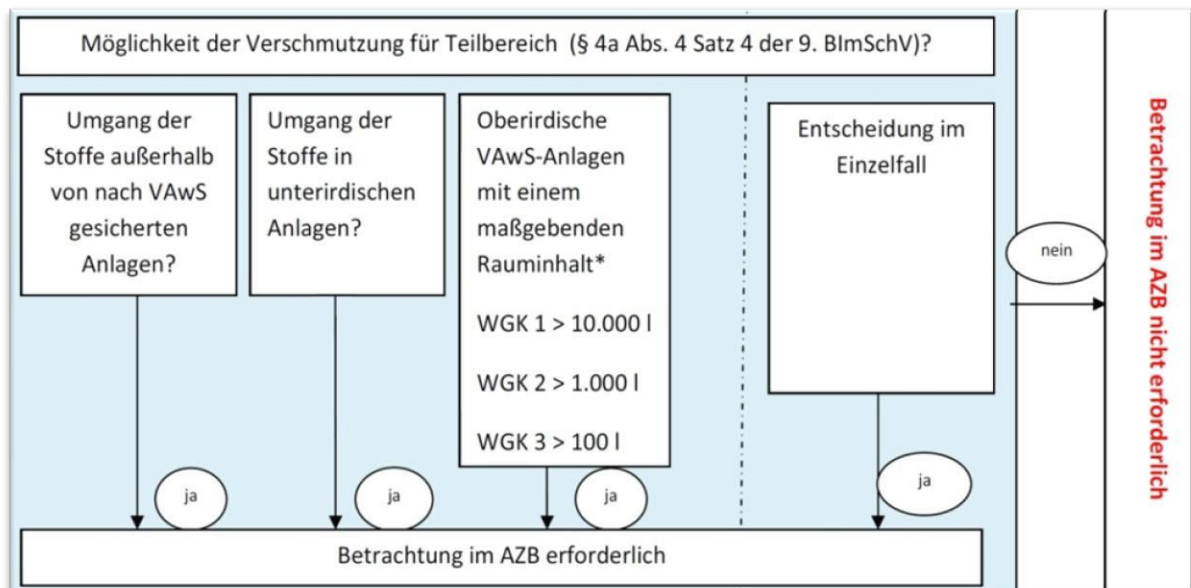 Möglichkeit der Verschmutzung für Teilbereich (§ 4a Abs. 4 Satz 4 der 9. BImSchV)?
Umgang der
Stoffe außerhalb
von nach VAwS
gesicherten
Anlagen?
Umgang der
Stoffe in
unterirdischen
Anlagen?
Oberirdische
VAwS-Anlagen
mit einem
maßgebenden
Rauminhalt*
WGK 1 > 10.000 l
WGK 2 > 1.000 l
WGK 3 > 100 l
Entscheidung im
Einzelfall
nein
Betrachtung im AZB nicht erforderlich
ja
ja
ja
ja
Betrachtung im AZB erforderlich